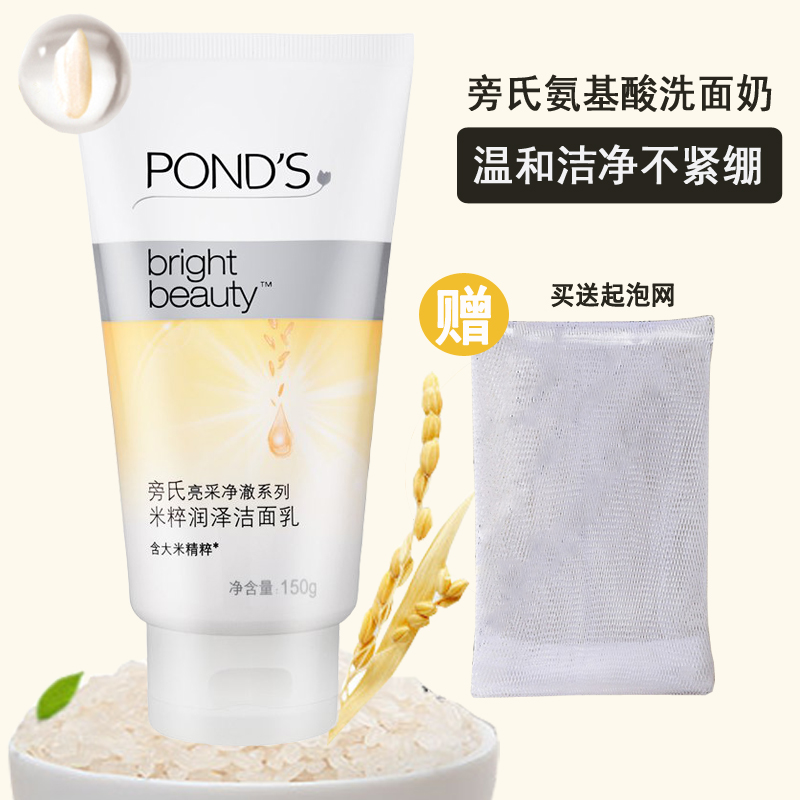 旁氏氨基酸洗面奶
温和洁净不紧绷
POND'S
bright
beauty™
赠
买送起泡网
旁氏亮采净澈系列
米粹润泽洁面乳
含大米精粹*
净含量:150g